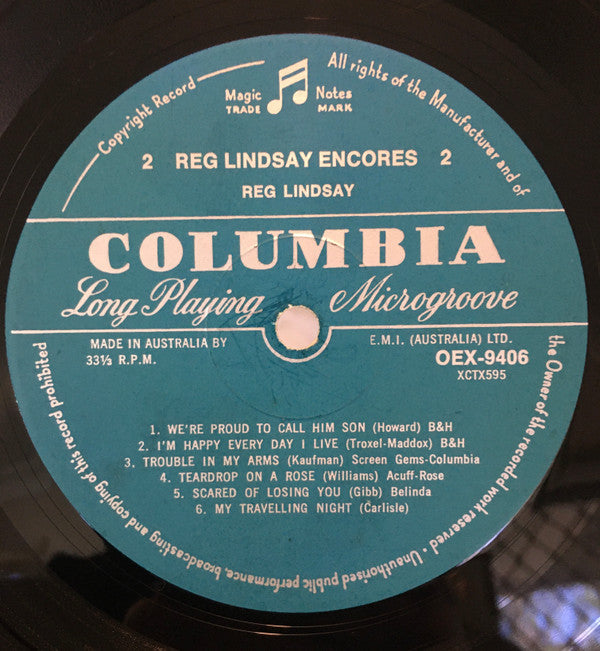 Copyright Record
All rights of the Manufacturer and of
the Owner of the recorded work reserved. • Unauthorised public performance, broadcasting and copying of this record prohibited
Magic Notes
TRADE MARK
2 REG LINDSAY ENCORES 2
REG LINDSAY
COLUMBIA
Long Playing Microgroove
MADE IN AUSTRALIA BY E.M.I. (AUSTRALIA) LTD.
33⅓ R.P.M. OEX-9406
XCTX595
1. WE'RE PROUD TO CALL HIM SON (Howard) B&H
2. I'M HAPPY EVERY DAY I LIVE (Troxel-Maddox) B&H
3. TROUBLE IN MY ARMS (Kaufman) Screen Gems-Columbia
4. TEARDROP ON A ROSE (Williams) Acuff-Rose
5. SCARED OF LOSING YOU (Gibb) Belinda
6. MY TRAVELLING NIGHT (Carlisle)